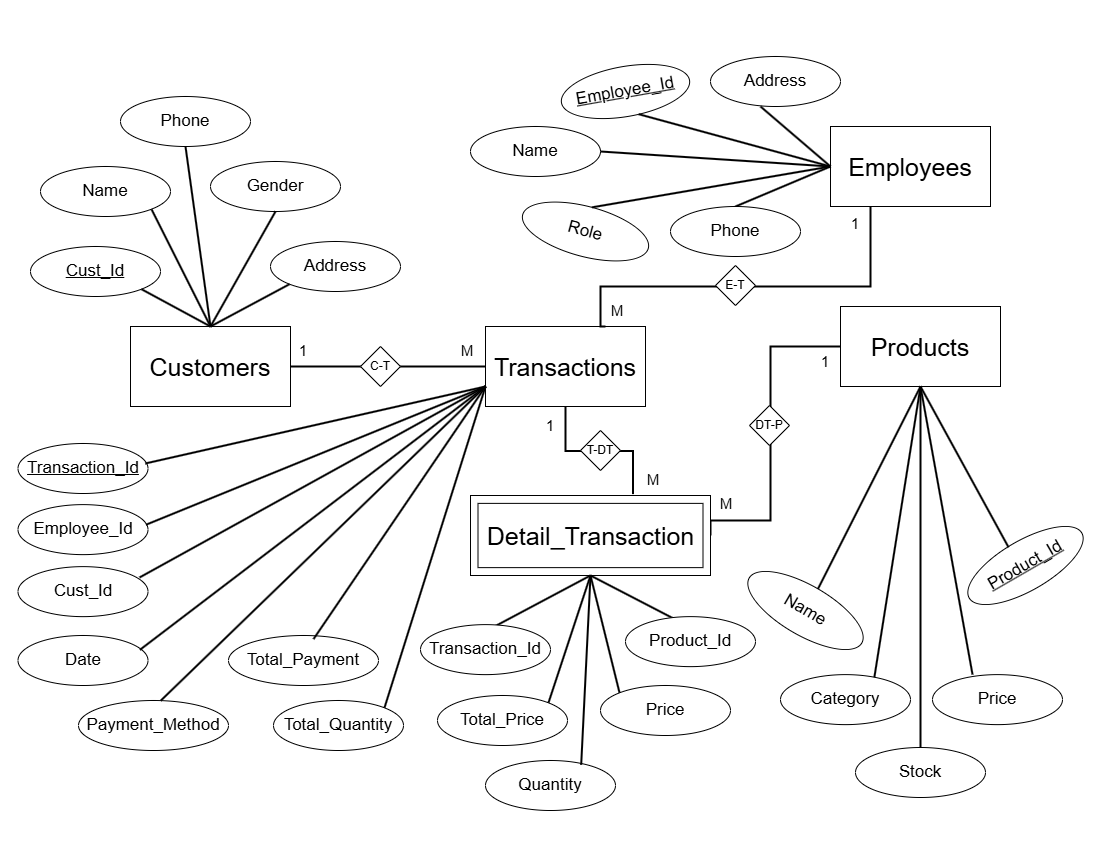 Employee_Id
Address
Phone
Name
Employees
Name
Gender
Role
Phone
1
Cust_Id
Address
E-T
M
Customers
1
C-T
M
Transactions
Products
1
1
T-DT
DT-P
M
M
Transaction_Id
Employee_Id
Cust_Id
Date
Payment_Method
Total_Payment
Total_Quantity
Detail_Transaction
Transaction_Id
Product_Id
Total_Price
Price
Quantity
Name
Product_Id
Category
Price
Stock